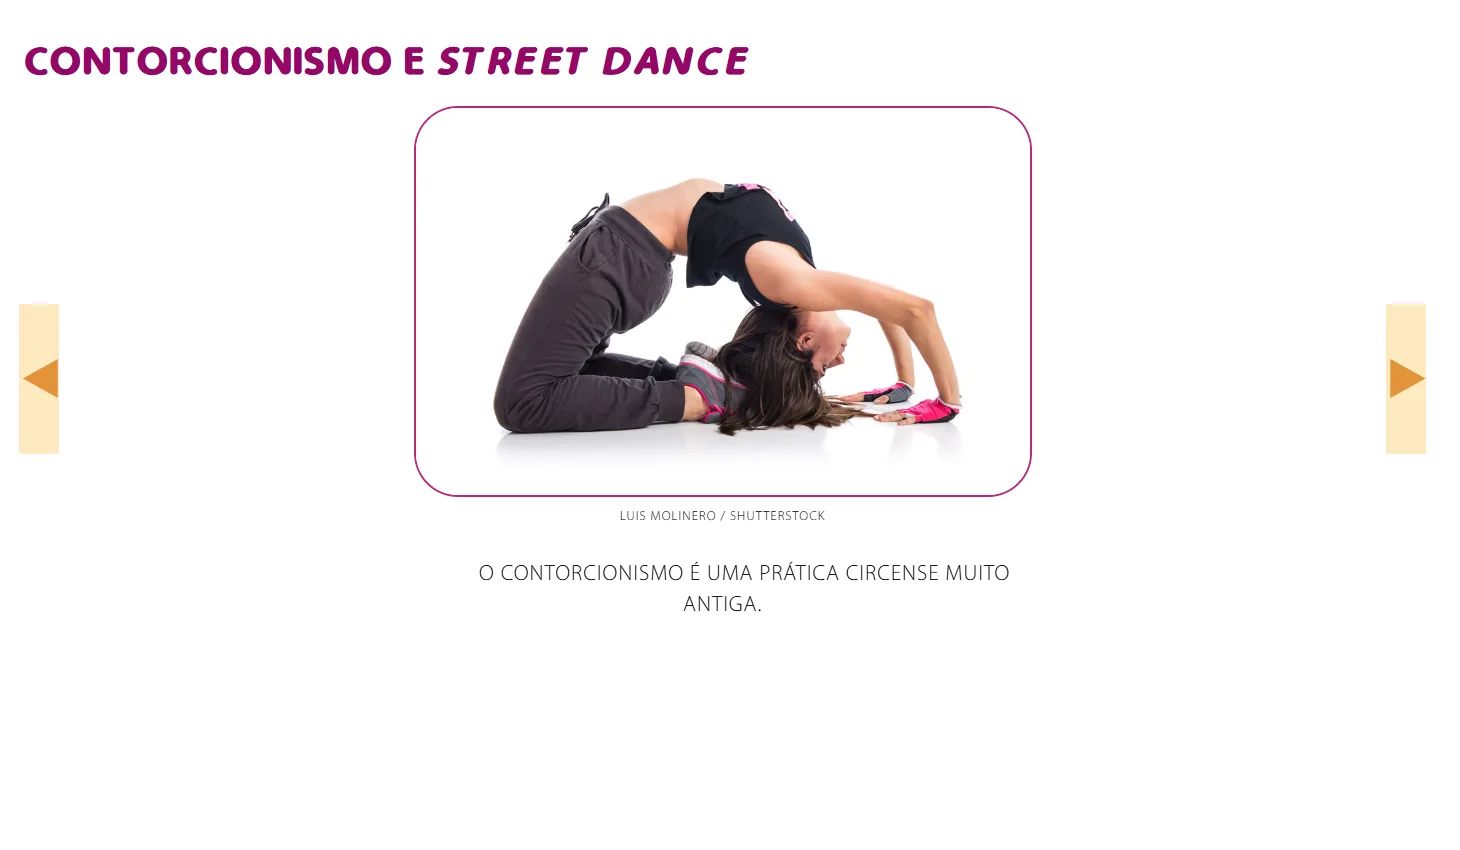 CONTORCIONISMO E STREET DANCE
LUIS MOLINERO / SHUTTERSTOCK
O CONTORCIONISMO É UMA PRÁTICA CIRCENSE MUITO
ANTIGA.